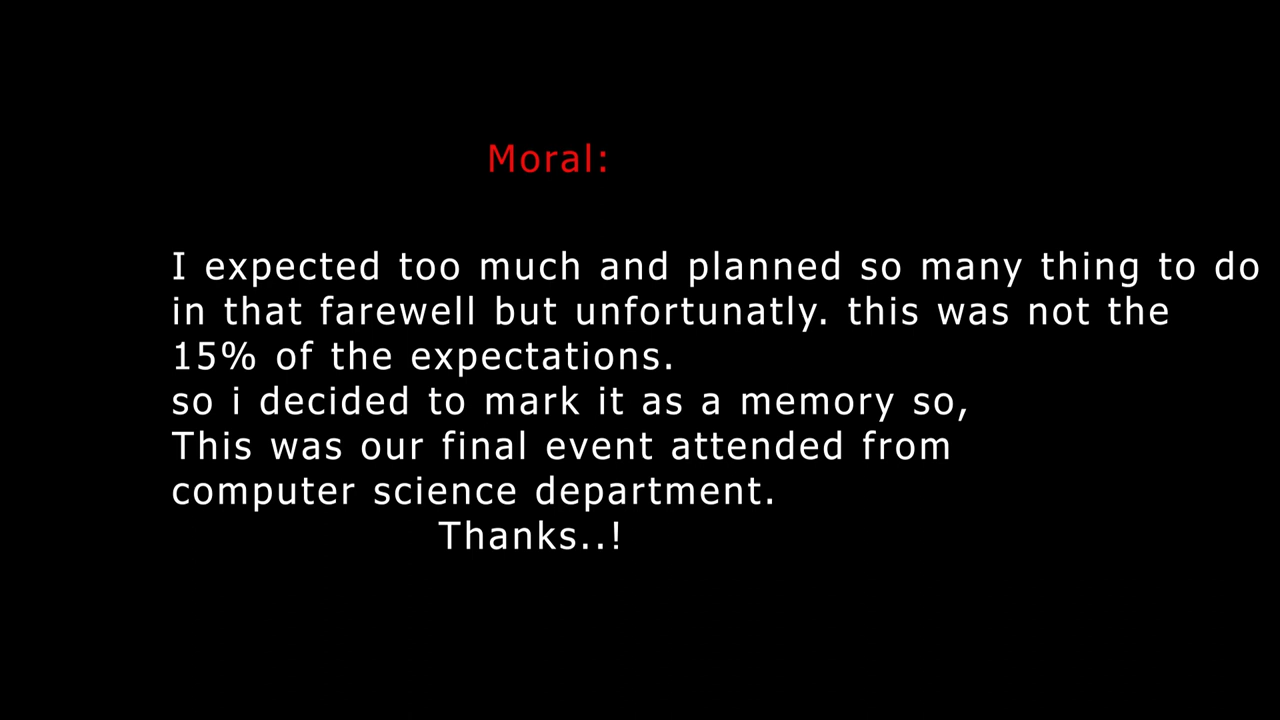 Moral:
I expected too much and planned so many thing to do
in that farewell but unfortunatly. this was not the
15% of the expectations.
so i decided to mark it as a memory so,
This was our final event attended from
computer science department.
Thanks..!